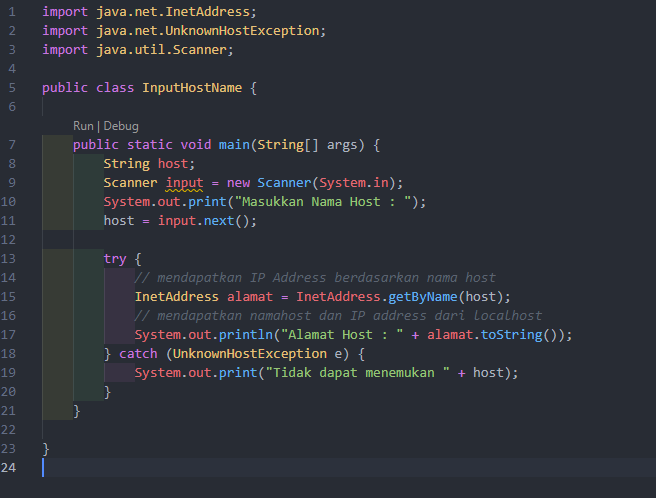 1 import java.net.InetAddress;
2 import java.net.UnknownHostException;
3 import java.util.Scanner;
4
5 public class InputHostName {
6
Run | Debug
7 public static void main(String[] args) {
8 String host;
9 Scanner input = new Scanner(System.in);
10 System.out.print("Masukkan Nama Host : ");
11 host = input.next();
12
13 try {
14 // mendapatkan IP Address berdasarkan nama host
15 InetAddress alamat = InetAddress.getByName(host);
16 // mendapatkan namahost dan IP address dari localhost
17 System.out.println("Alamat Host : " + alamat.toString());
18 } catch (UnknownHostException e) {
19 System.out.print("Tidak dapat menemukan " + host);
20 }
21 }
22
23 }
24